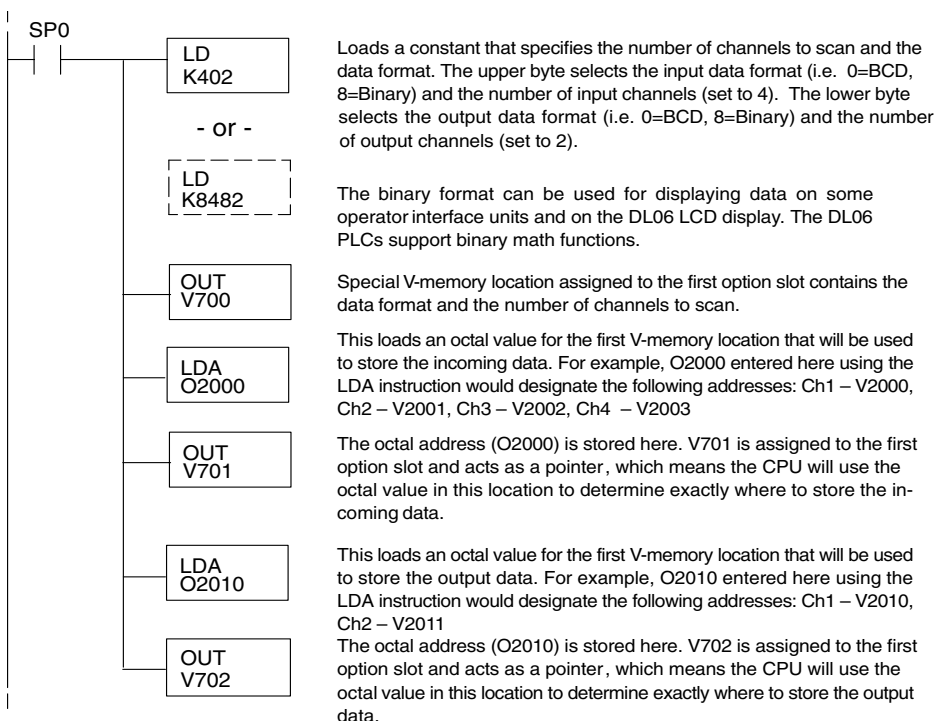 SP0
LD
K402
Loads a constant that specifies the number of channels to scan and the
data format. The upper byte selects the input data format (i.e. 0=BCD,
8=Binary) and the number of input channels (set to 4). The lower byte
selects the output data format (i.e. 0=BCD, 8=Binary) and the number
of output channels (set to 2).
- or -
LD
K8482
The binary format can be used for displaying data on some
operator interface units and on the DL06 LCD display. The DL06
PLCs support binary math functions.
OUT
V700
Special V-memory location assigned to the first option slot contains the
data format and the number of channels to scan.
LDA
O2000
This loads an octal value for the first V-memory location that will be used
to store the incoming data. For example, O2000 entered here using the
LDA instruction would designate the following addresses: Ch1 – V2000,
Ch2 – V2001, Ch3 – V2002, Ch4 – V2003
OUT
V701
The octal address (O2000) is stored here. V701 is assigned to the first
option slot and acts as a pointer, which means the CPU will use the
octal value in this location to determine exactly where to store the in-
coming data.
LDA
O2010
This loads an octal value for the first V-memory location that will be used
to store the output data. For example, O2010 entered here using the
LDA instruction would designate the following addresses: Ch1 – V2010,
Ch2 – V2011
OUT
V702
The octal address (O2010) is stored here. V702 is assigned to the first
option slot and acts as a pointer, which means the CPU will use the
octal value in this location to determine exactly where to store the output
data.